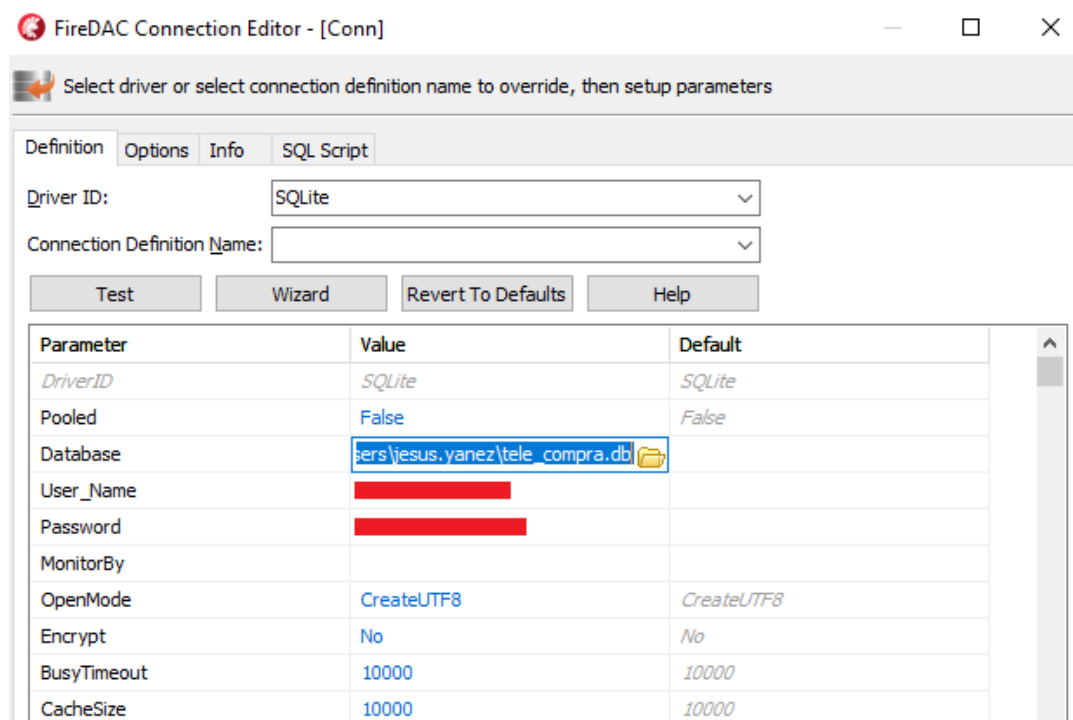 FireDAC Connection Editor - [Conn]
Select driver or select connection definition name to override, then setup parameters
Definition Options Info SQL Script
Driver ID: SQLite
Connection Definition Name:
Test Wizard Revert To Defaults Help
Parameter Value Default
DriverID SQLite SQLite
Pooled False False
Database sers\jesus.yanez\tele_compra.db
User_Name
Password
MonitorBy
OpenMode CreateUTF8 CreateUTF8
Encrypt No No
BusyTimeout 10000 10000
CacheSize 10000 10000